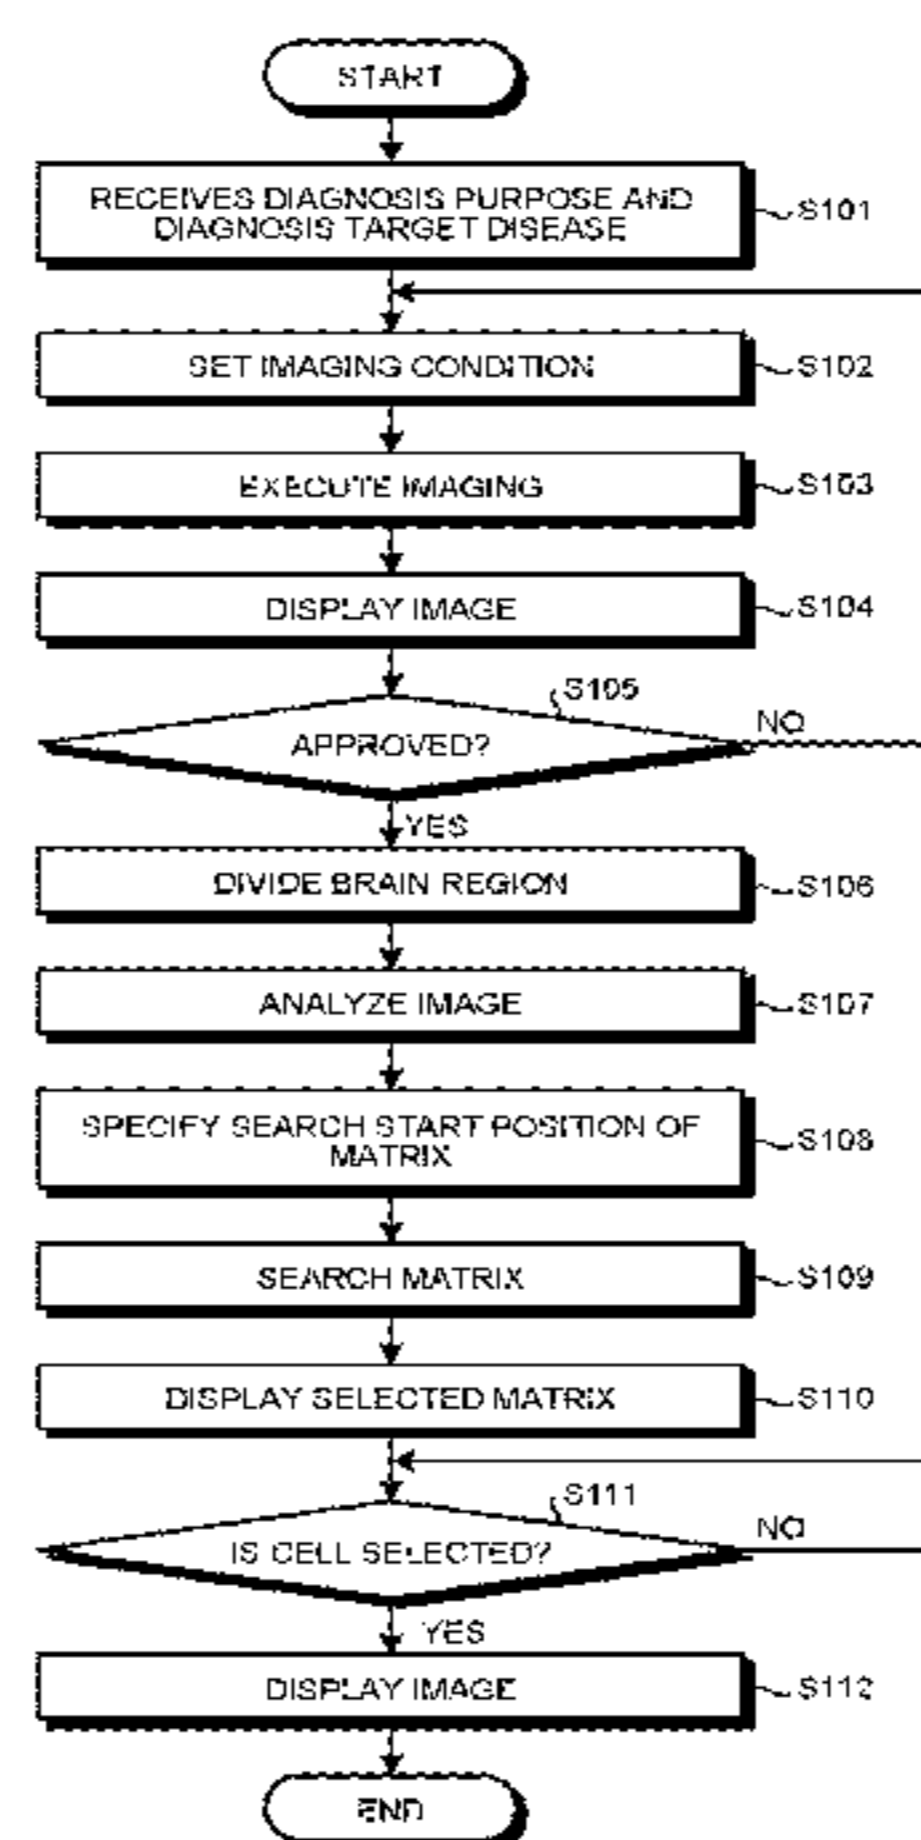 START
RECEIVES DIAGNOSIS PURPOSE AND
DIAGNOSIS TARGET DISEASE
S101
SET IMAGING CONDITION
S102
EXECUTE IMAGING
S103
DISPLAY IMAGE
S104
S105
APPROVED?
NO
YES
DIVIDE BRAIN REGION
S106
ANALYZE IMAGE
S107
SPECIFY SEARCH START POSITION OF
MATRIX
S108
SEARCH MATRIX
S109
DISPLAY SELECTED MATRIX
S110
S111
IS CELL SELECTED?
NO
YES
DISPLAY IMAGE
S112
END